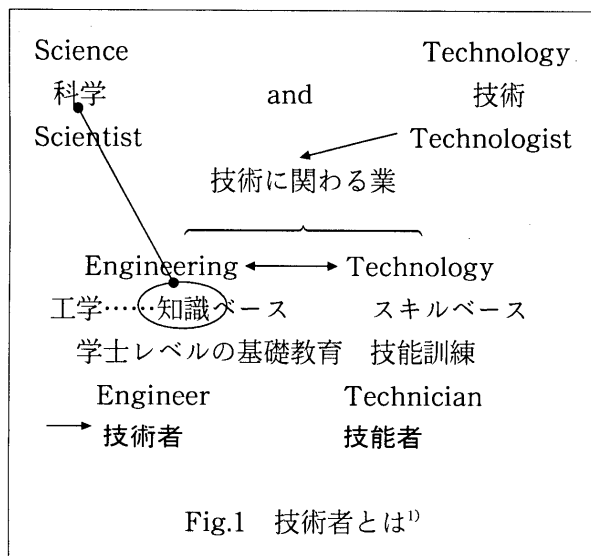 Science Technology
科学 and 技術
Scientist Technologist
技術に関わる業
Engineering Technology
工学……知識ベース スキルベース
学士レベルの基礎教育 技能訓練
Engineer Technician
技術者 技能者
Fig.1 技術者とは1)